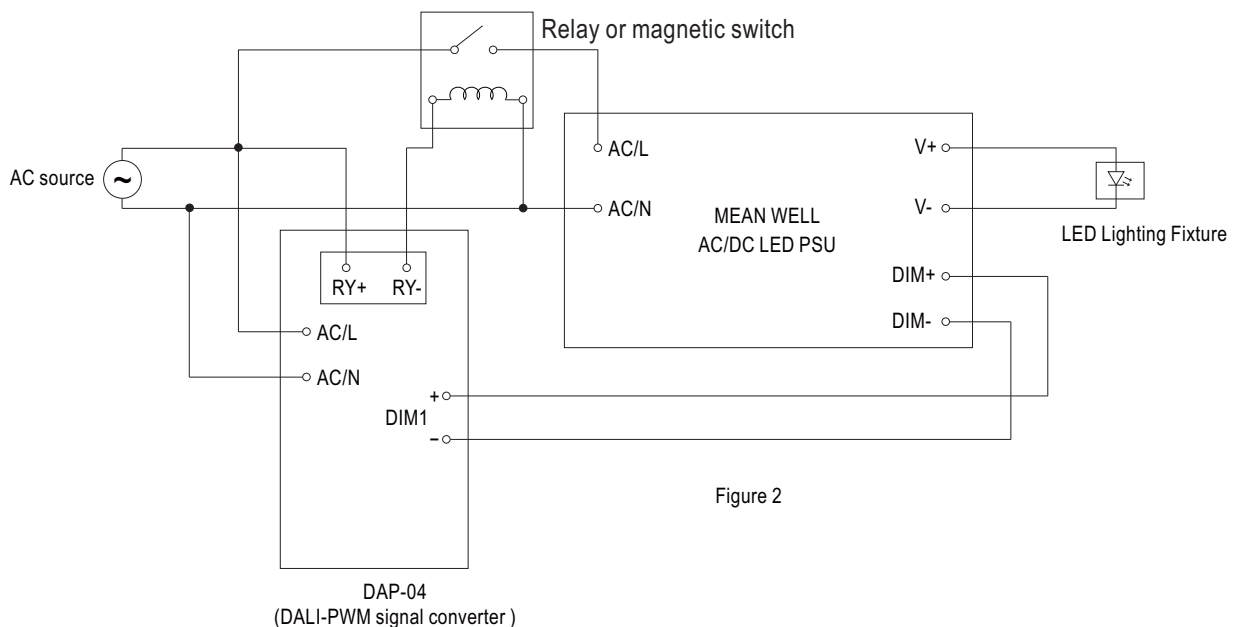 Relay or magnetic switch
AC source
~
AC/L
V+
AC/N
V-
MEAN WELL
AC/DC LED PSU
LED Lighting Fixture
DIM+
DIM-
RY+ RY-
AC/L
AC/N
+
DIM1
–
Figure 2
DAP-04
(DALI-PWM signal converter )